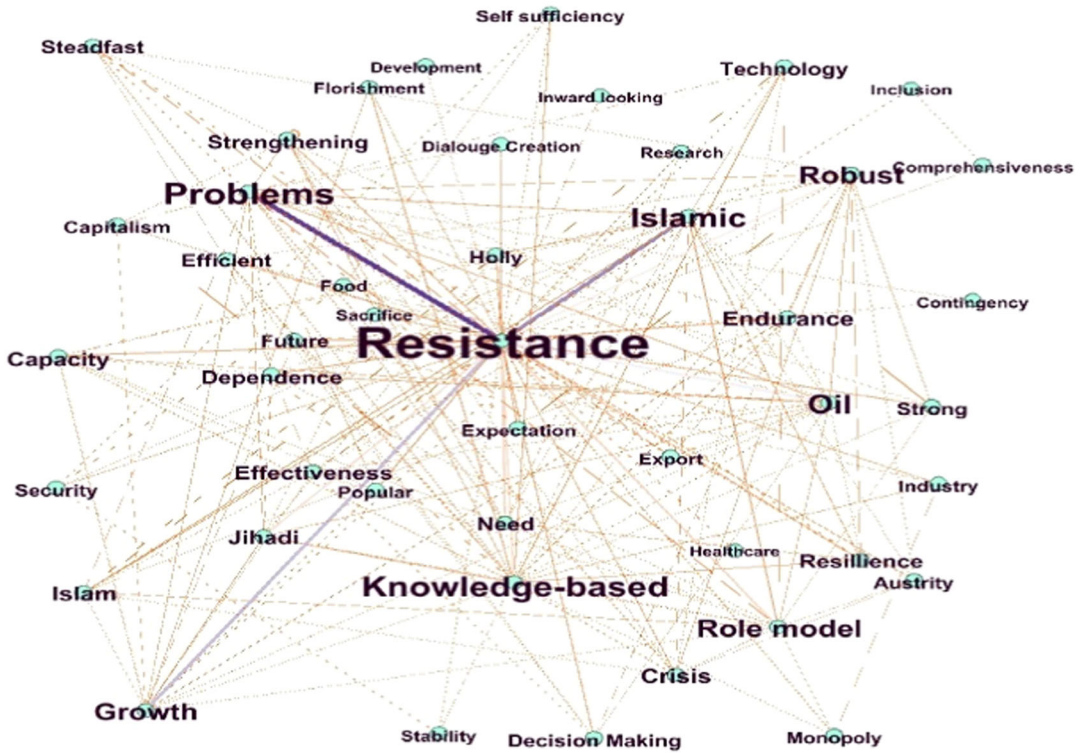 Self sufficiency
Steadfast
Development
Technology
Florishment
Inclusion
Inward looking
Strengthening
Dialouge Creation
Research
Comprehensiveness
Robust
Problems
Islamic
Capitalism
Efficient
Holly
Food
Contingency
Sacrifice
Endurance
Future
Resistance
Capacity
Dependence
Oil
Strong
Expectation
Export
Effectiveness
Industry
Security
Popular
Need
Jihadi
Healthcare
Resillience
Austrity
Knowledge-based
Islam
Role model
Crisis
Growth
Stability
Decision Making
Monopoly